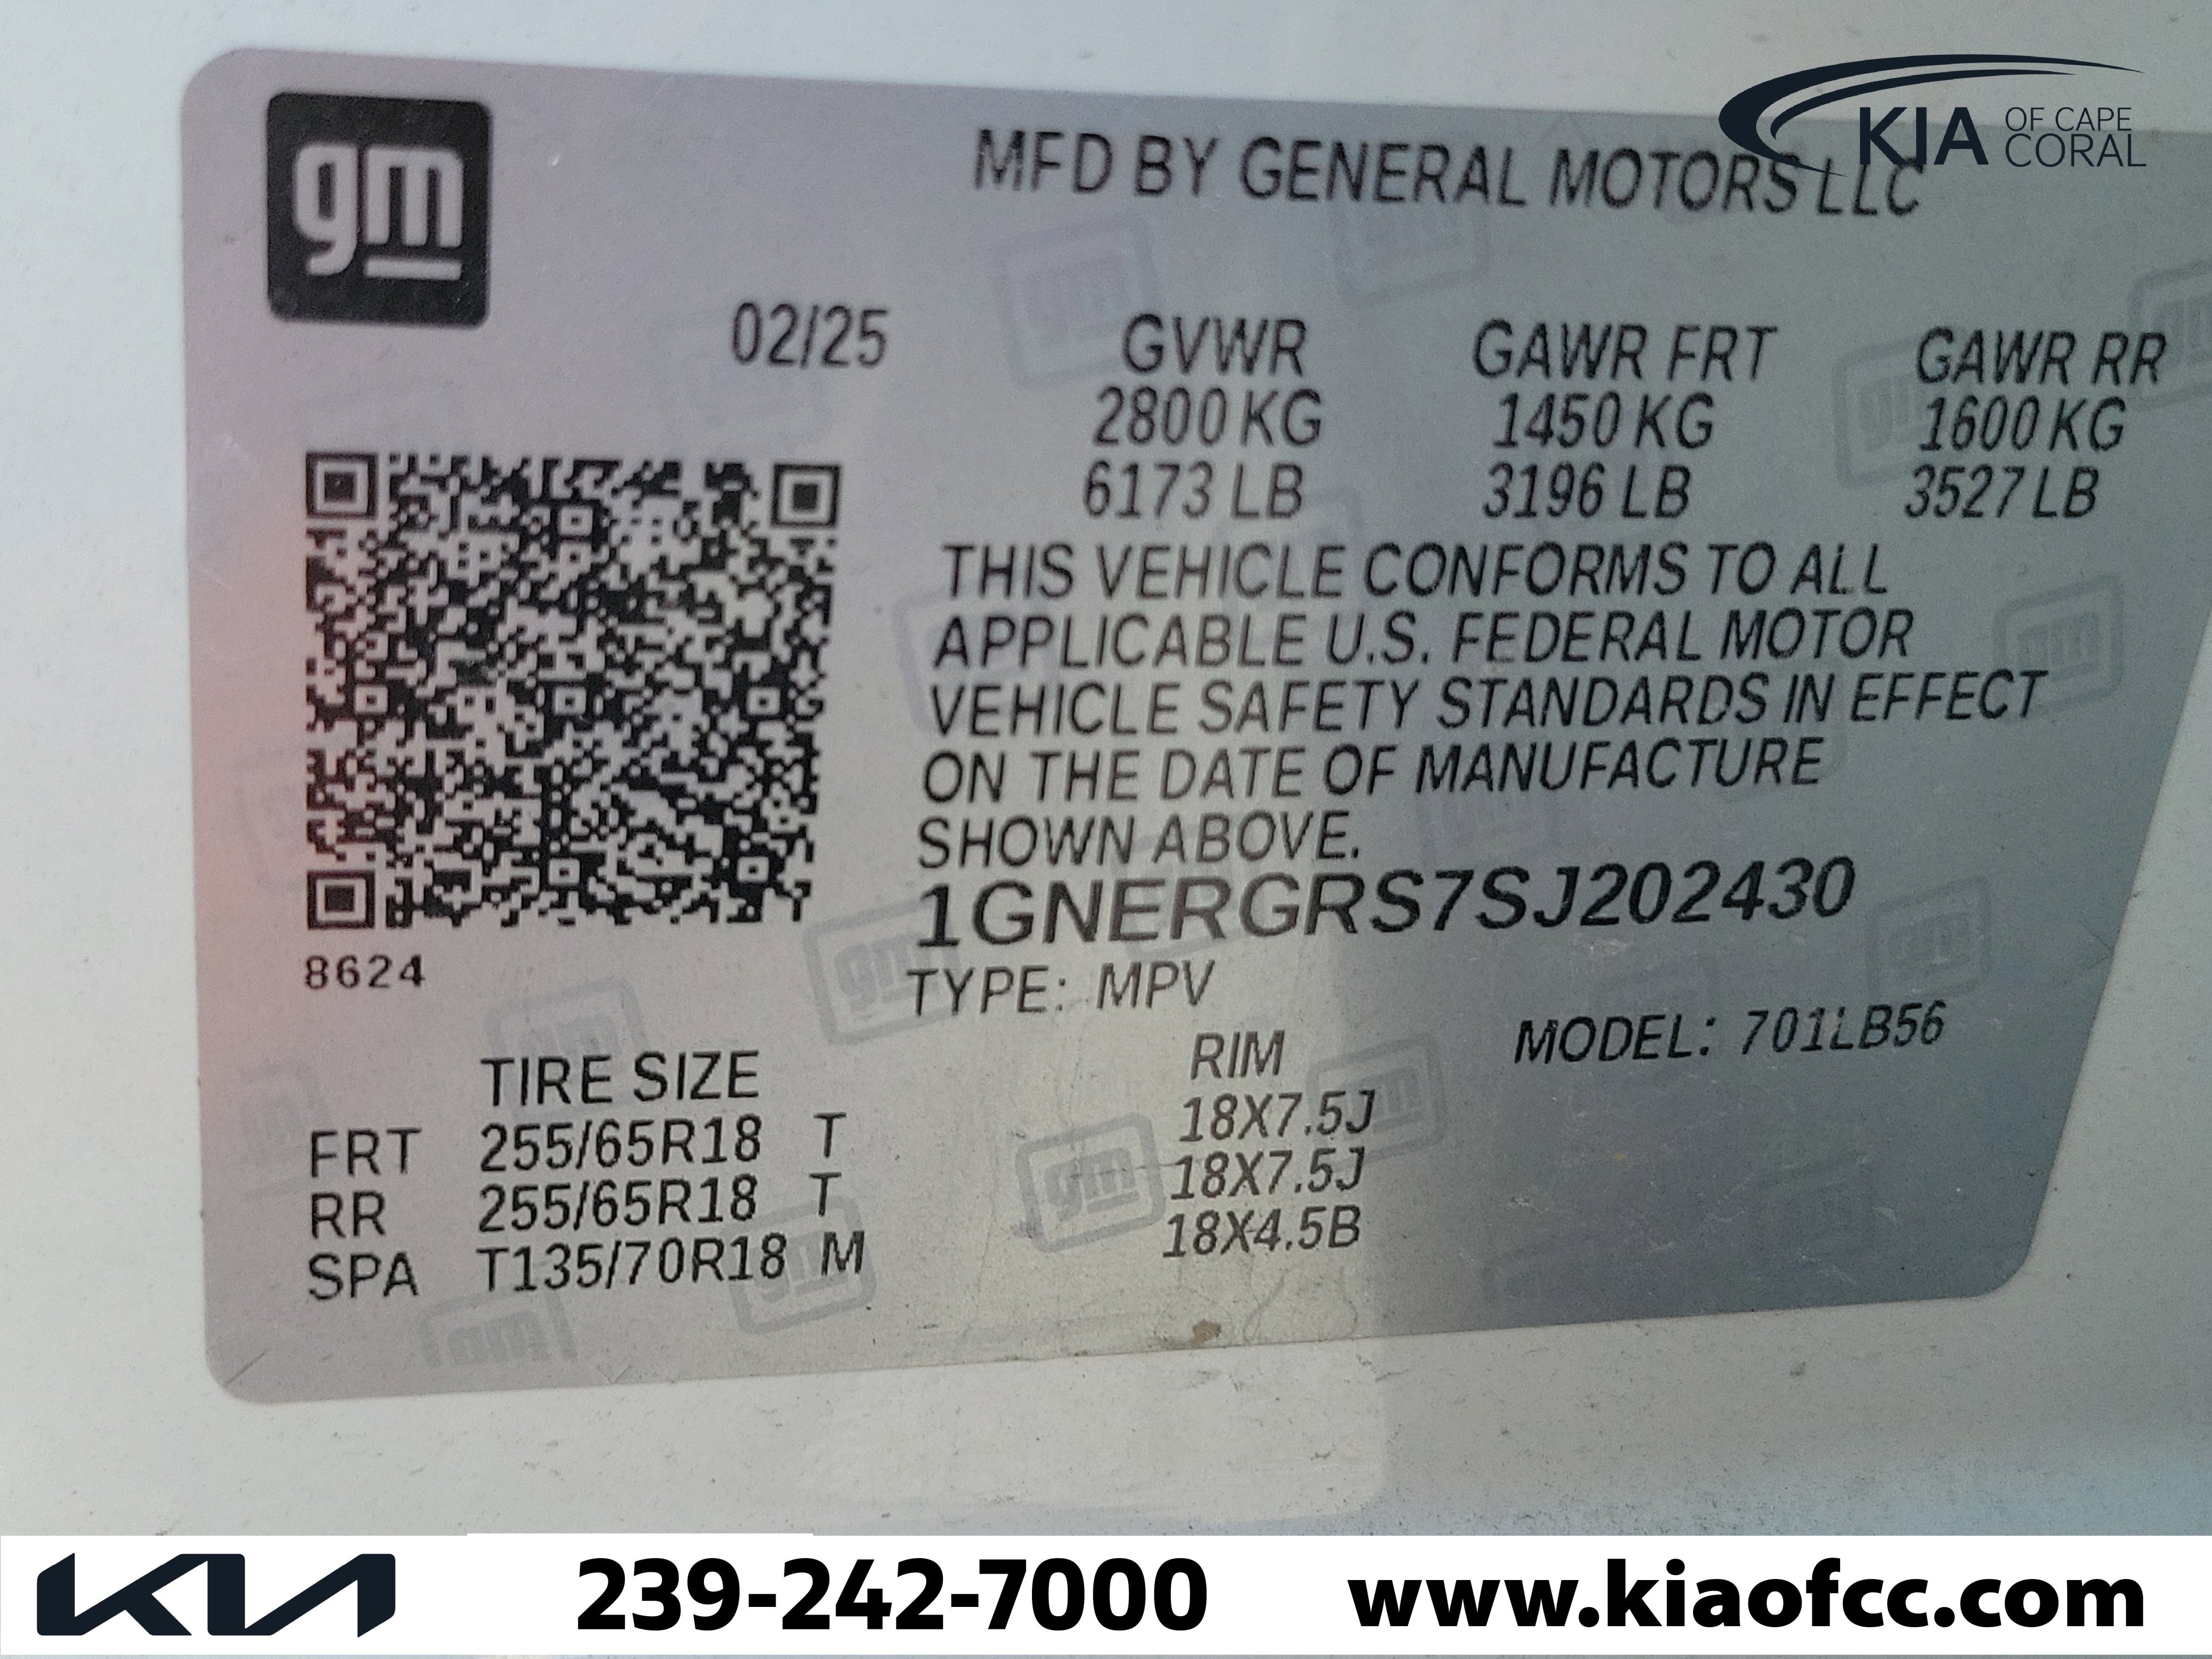 gm
KIA OF CAPE CORAL
MFD BY GENERAL MOTORS LLC
02/25 GVWR GAWR FRT GAWR RR
2800 KG 1450 KG 1600 KG
6173 LB 3196 LB 3527 LB
THIS VEHICLE CONFORMS TO ALL
APPLICABLE U.S. FEDERAL MOTOR
VEHICLE SAFETY STANDARDS IN EFFECT
ON THE DATE OF MANUFACTURE
SHOWN ABOVE.
1GNERGRS7SJ202430
8624
TYPE: MPV
MODEL: 701LB56
TIRE SIZE RIM
FRT 255/65R18 T 18X7.5J
RR 255/65R18 T 18X7.5J
SPA T135/70R18 M 18X4.5B
KIA 239-242-7000 www.kiaofcc.com